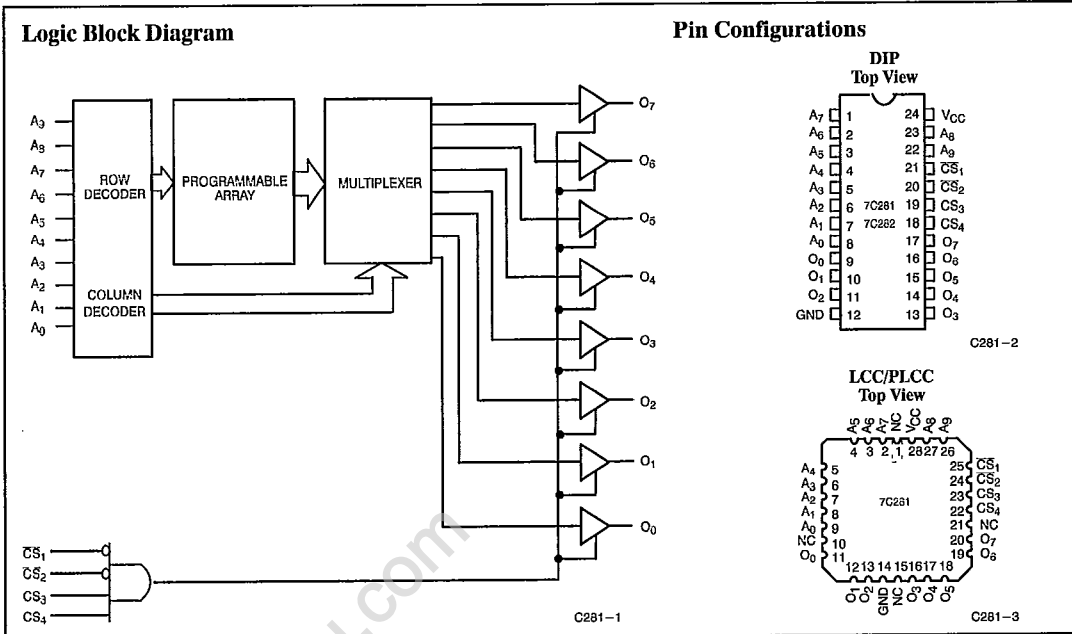 Logic Block Diagram
A9
A8
A7
A6
A5
A4
A3
A2
A1
A0
ROW
DECODER
COLUMN
DECODER
PROGRAMMABLE
ARRAY
MULTIPLEXER
O7
O6
O5
O4
O3
O2
O1
O0
CS1
CS2
CS3
CS4
C281-1
Pin Configurations
DIP
Top View
A7 1 24 VCC
A6 2 23 A8
A5 3 22 A9
A4 4 21 CS1
A3 5 20 CS2
A2 6 7C281 19 CS3
A1 7 7C282 18 CS4
A0 8 17 O7
O0 9 16 O6
O1 10 15 O5
O2 11 14 O4
GND 12 13 O3
C281-2
LCC/PLCC
Top View
A5 A6 A7 NC VCC A8 A9
4 3 2 1 28 27 26
A4 5 25 CS1
A3 6 24 CS2
A2 7 23 CS3
A1 8 22 CS4
A0 9 21 NC
NC 10 20 O7
O0 11 19 O6
7C281
12 13 14 15 16 17 18
O1 O2 GND NC O3 O4 O5
C281-3
.com